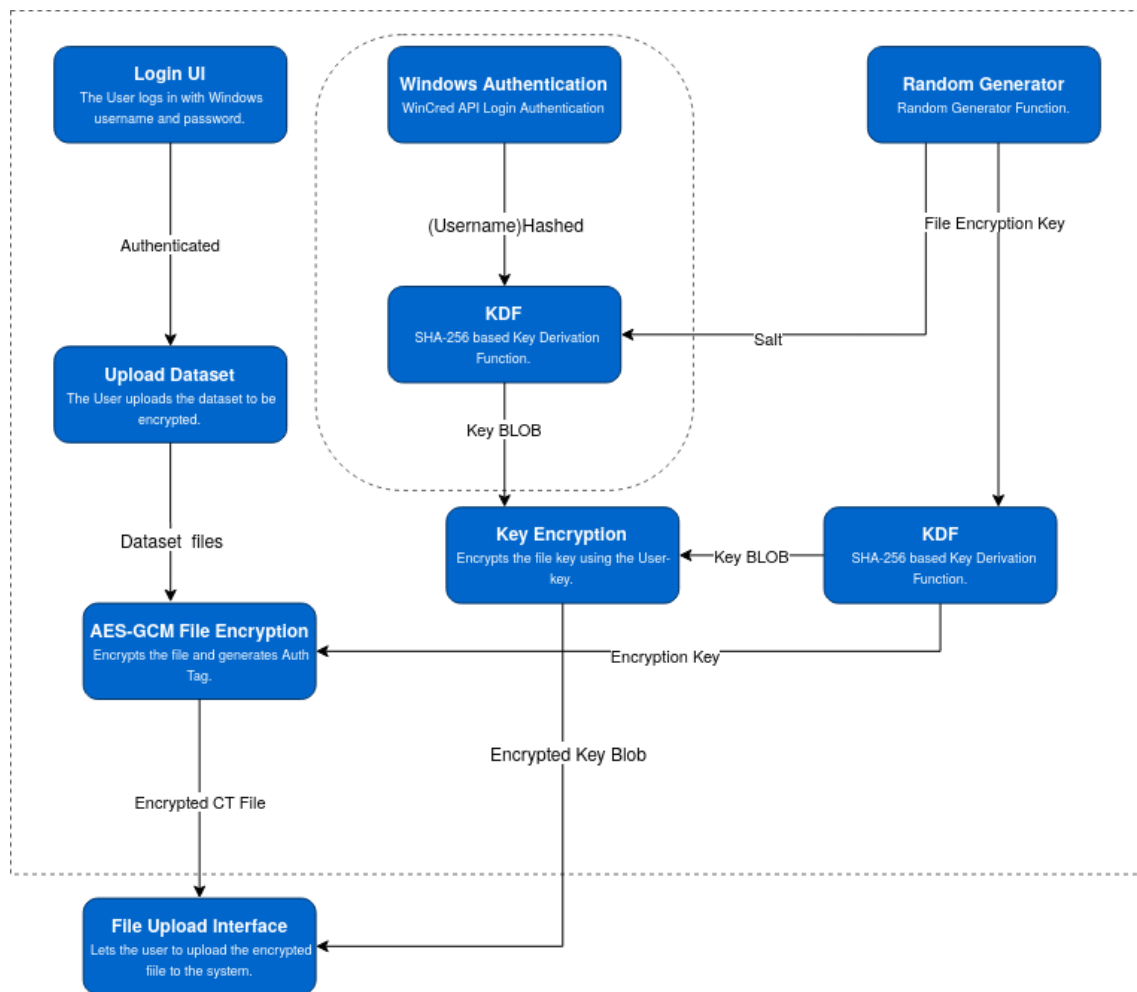 Login UI
The User logs in with Windows
username and password.
Windows Authentication
WinCred API Login Authentication
Random Generator
Random Generator Function.
(Username)Hashed
File Encryption Key
Authenticated
KDF
SHA-256 based Key Derivation
Function.
Salt
Upload Dataset
The User uploads the dataset to be
encrypted.
Key BLOB
Dataset files
Key Encryption
Encrypts the file key using the User-
key.
Key BLOB
KDF
SHA-256 based Key Derivation
Function.
AES-GCM File Encryption
Encrypts the file and generates Auth
Tag.
Encryption Key
Encrypted Key Blob
Encrypted CT File
File Upload Interface
Lets the user to upload the encrypted
fiile to the system.